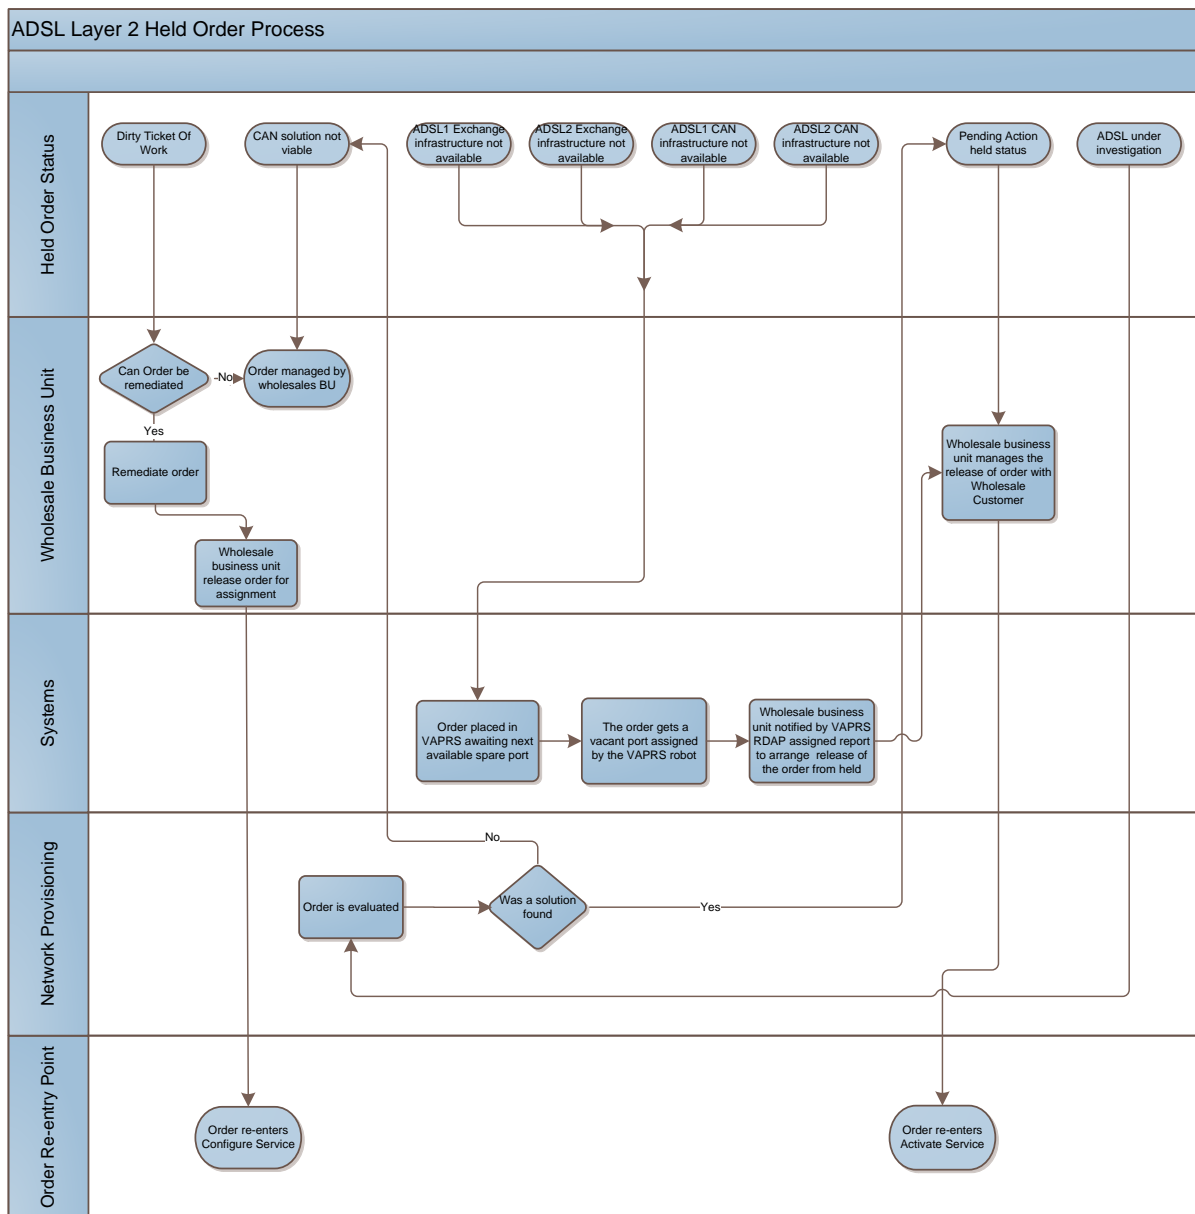 ADSL Layer 2 Held Order Process
Held Order Status
Dirty Ticket Of
Work
CAN solution not
viable
ADSL1 Exchange
infrastructure not
available
ADSL2 Exchange
infrastructure not
available
ADSL1 CAN
infrastructure not
available
ADSL2 CAN
infrastructure not
available
Pending Action
held status
ADSL under
investigation
Wholesale Business Unit
Can Order be
remediated
No
Order managed by
wholesales BU
Yes
Remediate order
Wholesale
business unit
release order for
assignment
Wholesale business
unit manages the
release of order with
Wholesale
Customer
Systems
Order placed in
VAPRS awaiting next
available spare port
The order gets a
vacant port assigned
by the VAPRS robot
Wholesale business
unit notified by VAPRS
RDAP assigned report
to arrange release of
the order from held
Network Provisioning
No
Order is evaluated
Was a solution
found
Yes
Order Re-entry Point
Order re-enters
Configure Service
Order re-enters
Activate Service